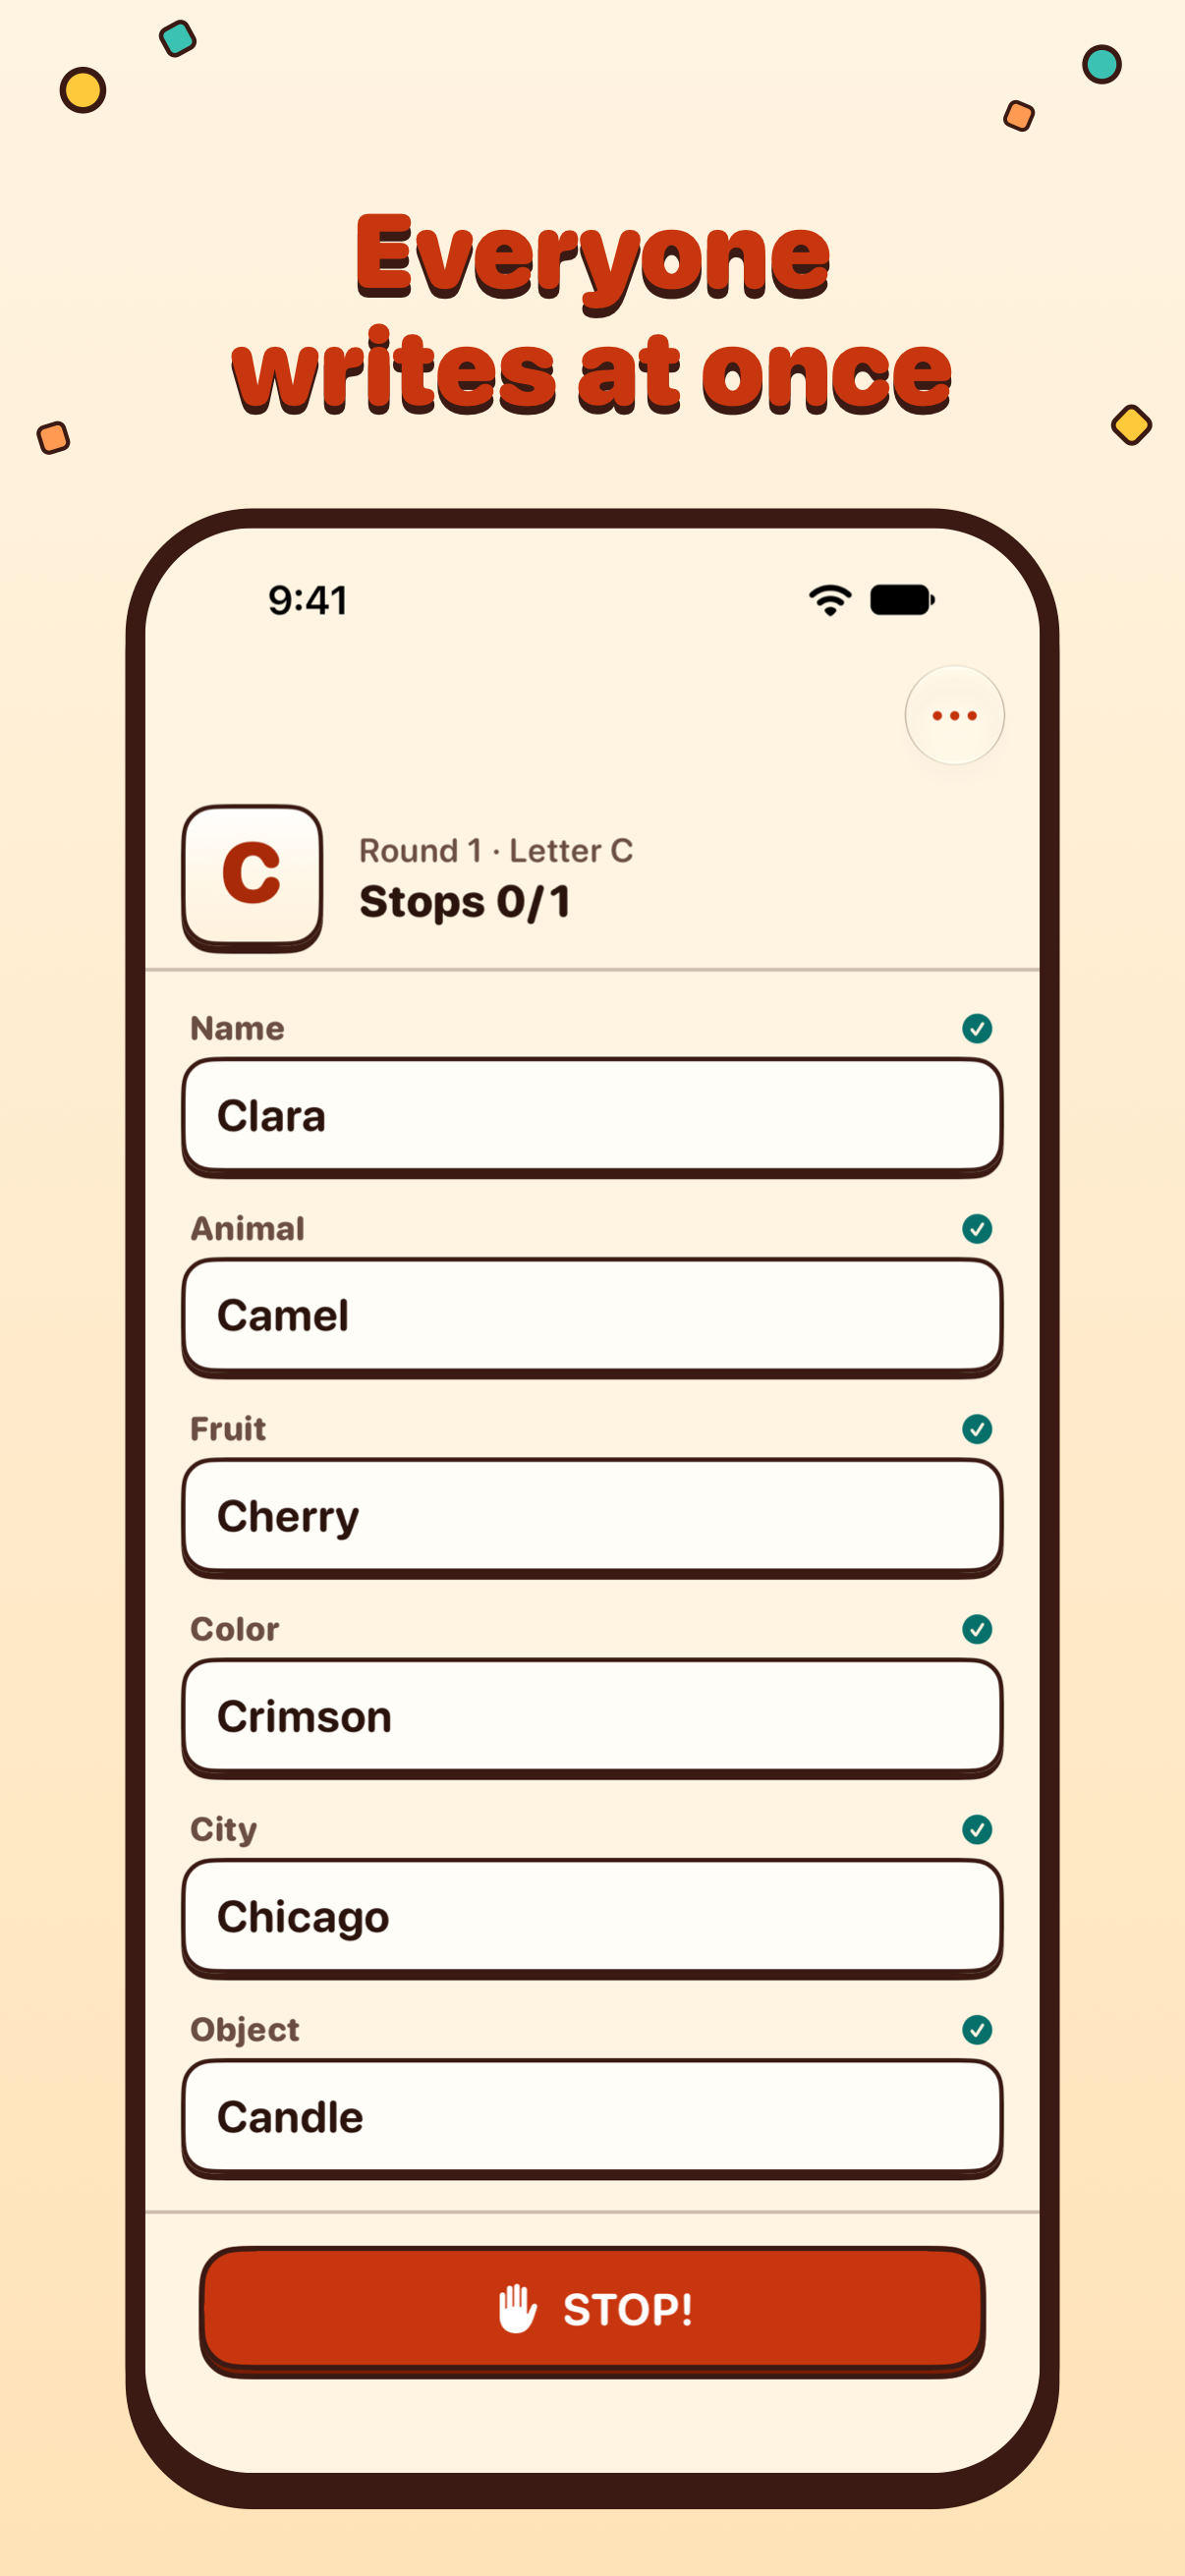 Everyone
writes at once
9:41
C
Round 1 · Letter C
Stops 0/1
Name
Clara
Animal
Camel
Fruit
Cherry
Color
Crimson
City
Chicago
Object
Candle
STOP!